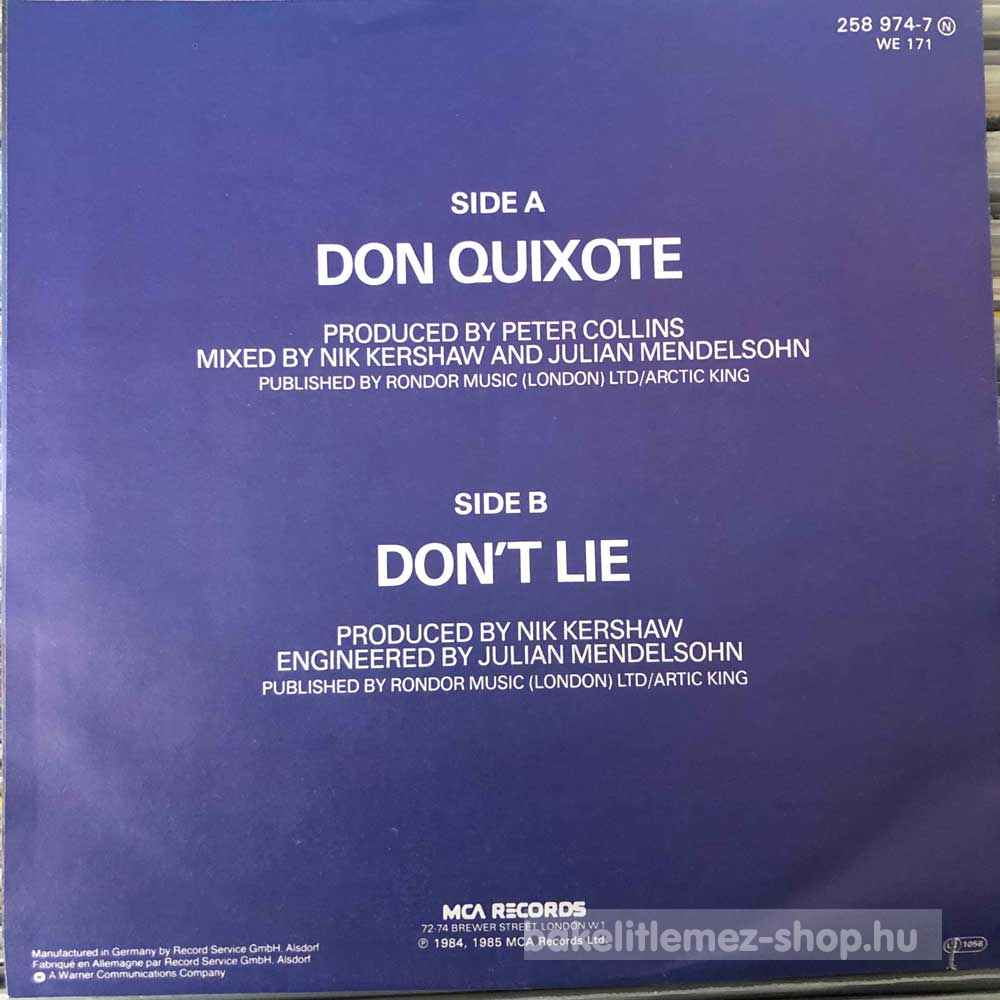 258 974-7 N
WE 171
SIDE A
DON QUIXOTE
PRODUCED BY PETER COLLINS
MIXED BY NIK KERSHAW AND JULIAN MENDELSOHN
PUBLISHED BY RONDOR MUSIC (LONDON) LTD/ARCTIC KING
SIDE B
DON'T LIE
PRODUCED BY NIK KERSHAW
ENGINEERED BY JULIAN MENDELSOHN
PUBLISHED BY RONDOR MUSIC (LONDON) LTD/ARTIC KING
MCA RECORDS
72-74 BREWER STREET, LONDON W1
℗ 1984, 1985 MCA Records Ltd.
Manufactured in Germany by Record Service GmbH. Alsdorf
Fabriqué en Allemagne par Record Service GmbH. Alsdorf
A Warner Communications Company
bakelitlemez-shop.hu
1056